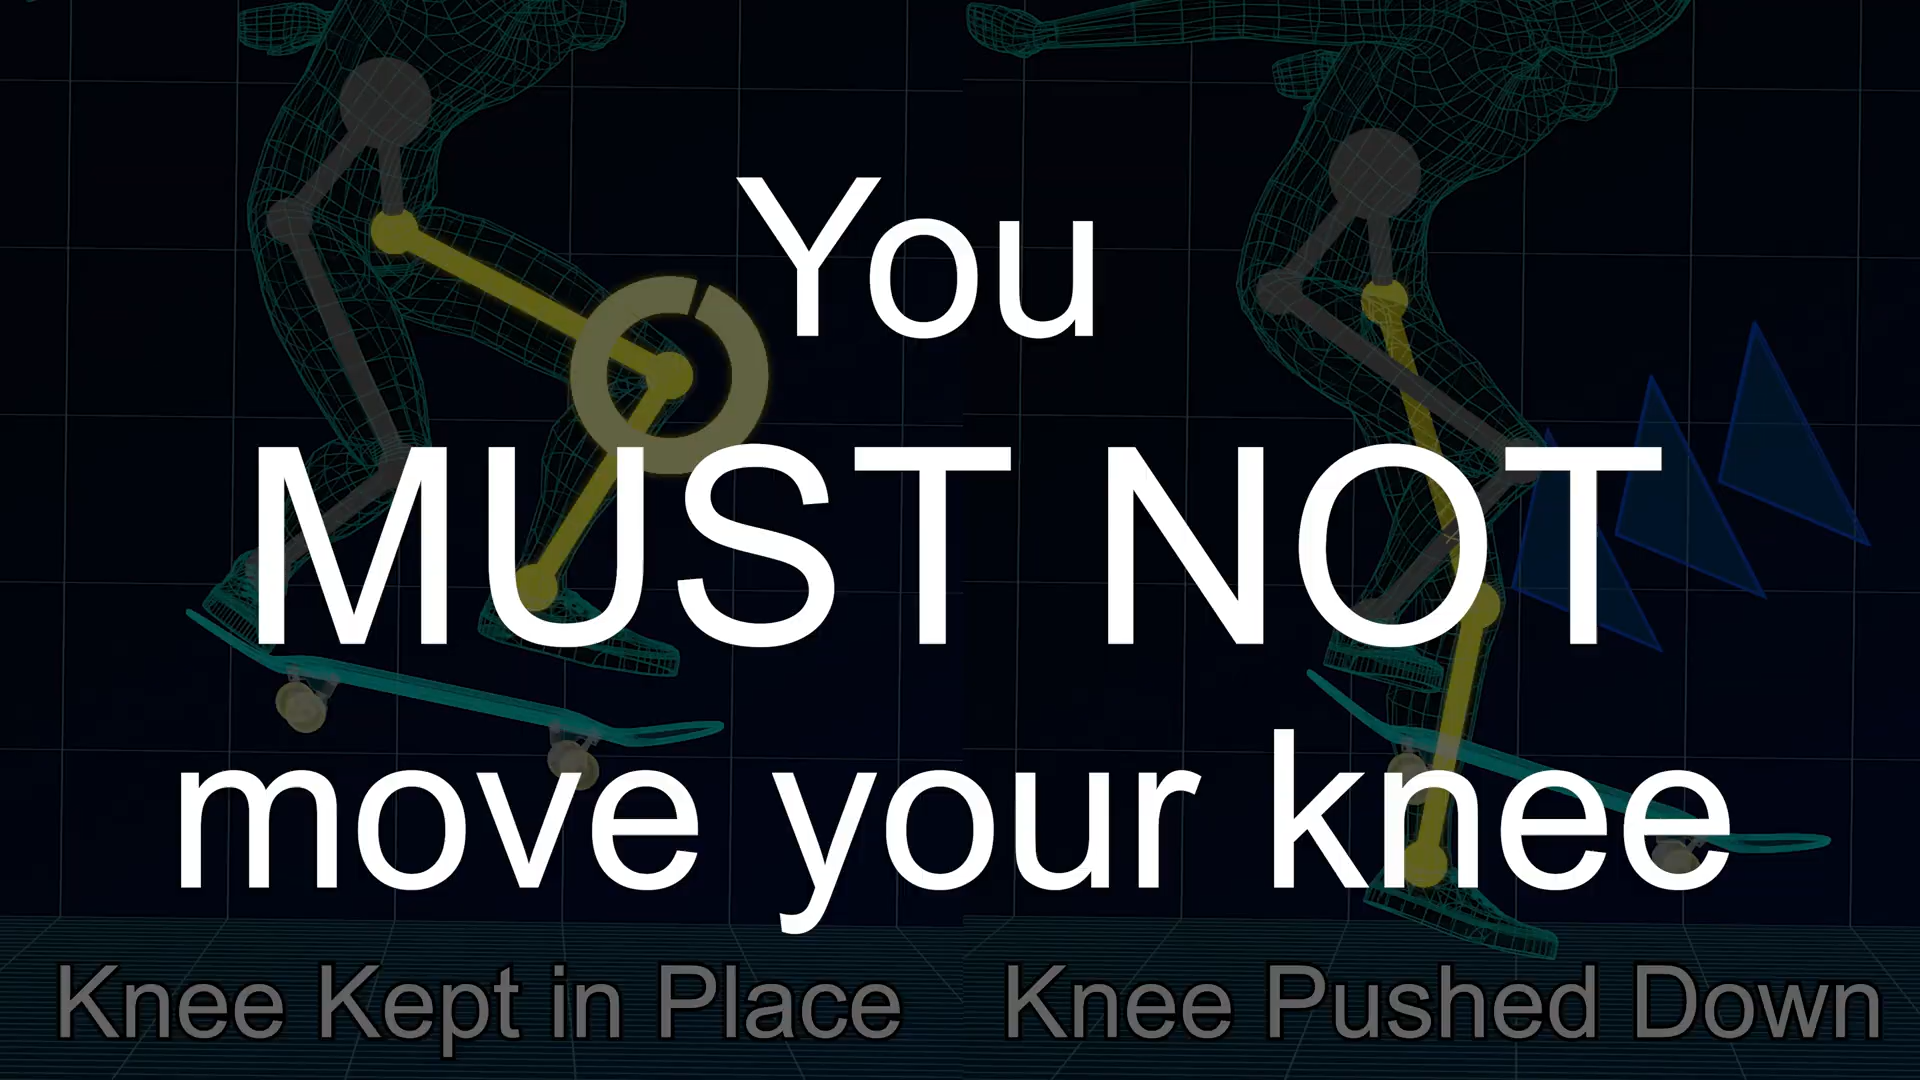 You
MUST NOT
move your knee
Knee Kept in Place
Knee Pushed Down